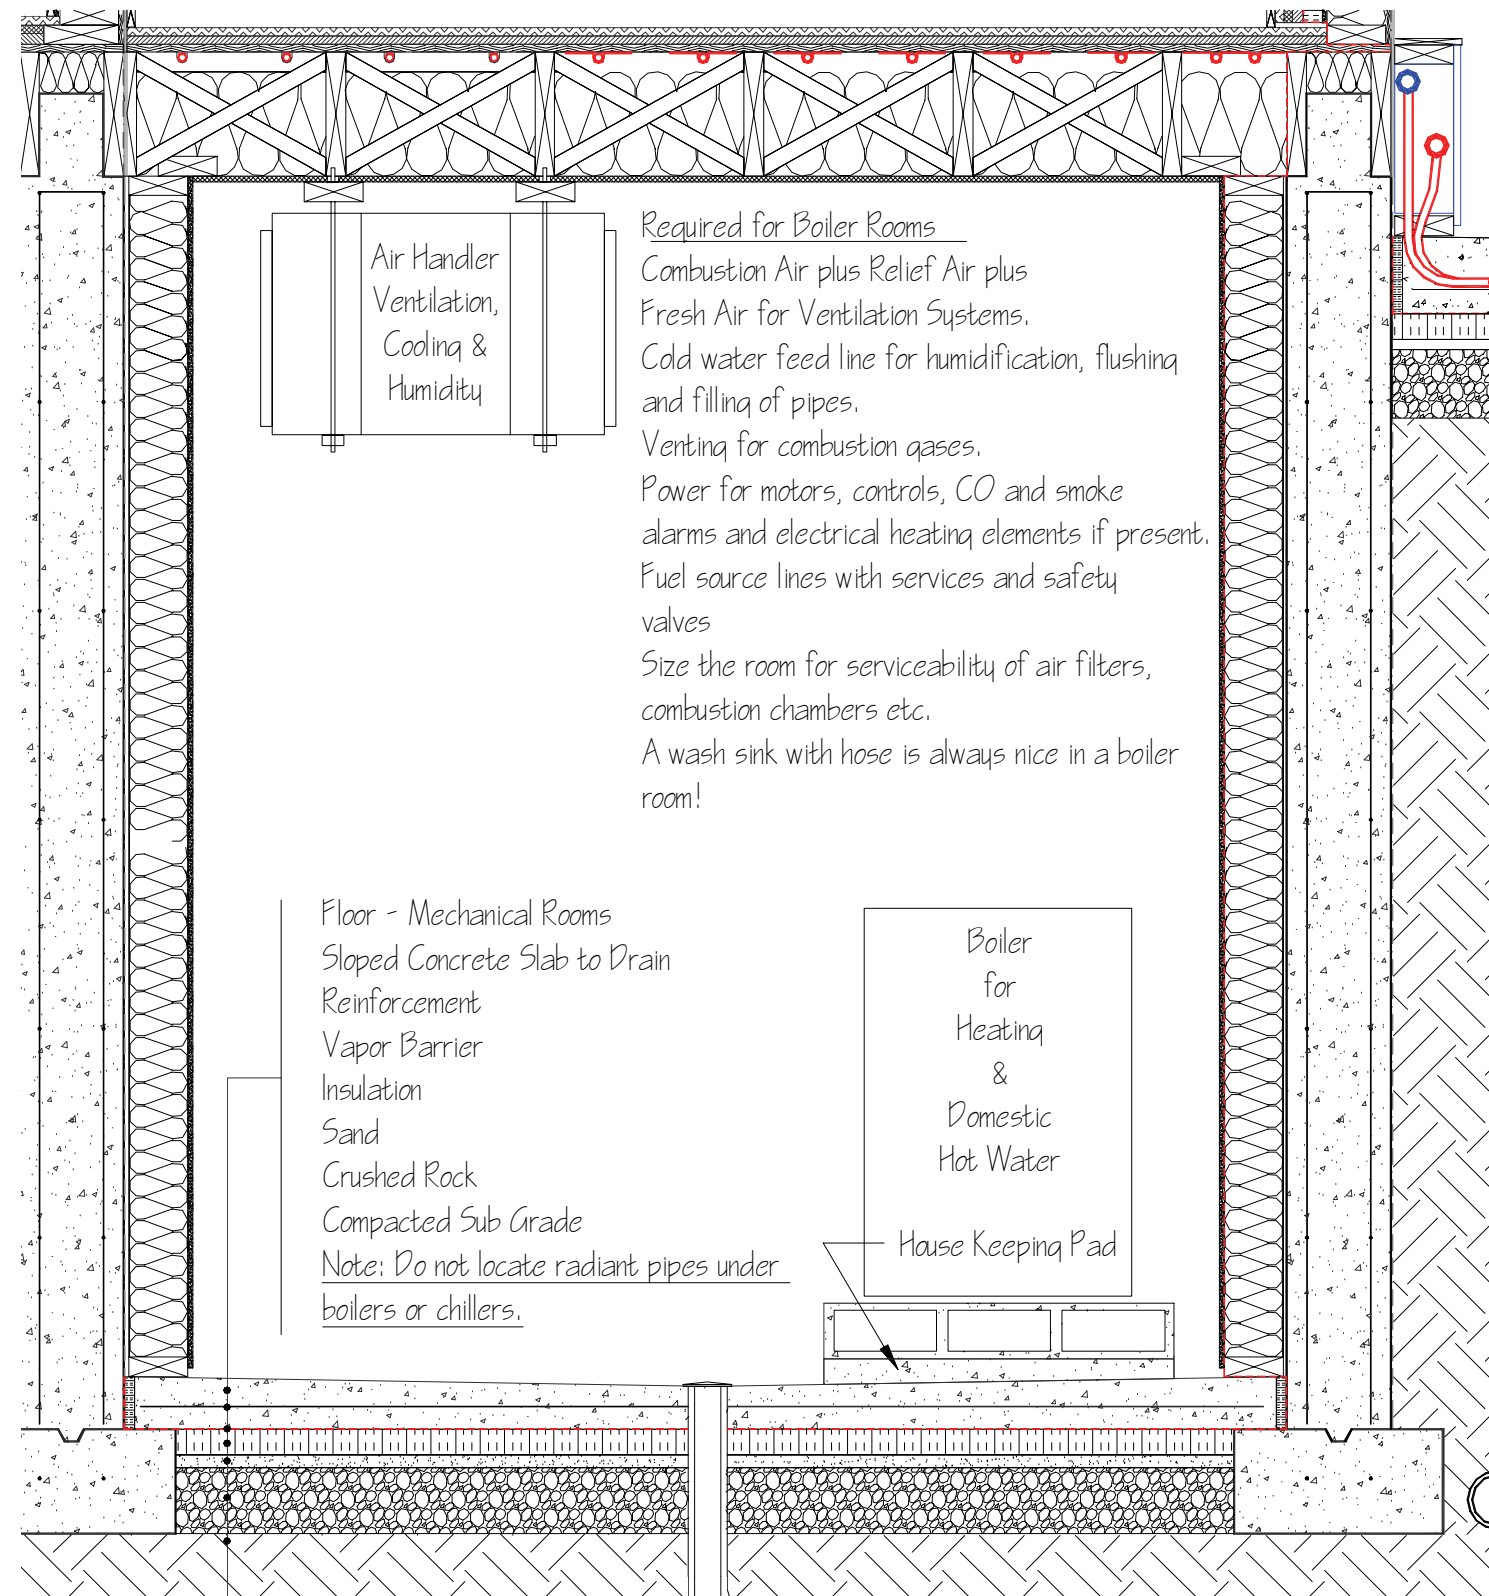 Air Handler
Ventilation,
Cooling &
Humidity
Required for Boiler Rooms
Combustion Air plus Relief Air plus
Fresh Air for Ventilation Systems.
Cold water feed line for humidification, flushing
and filling of pipes.
Venting for combustion gases.
Power for motors, controls, CO and smoke
alarms and electrical heating elements if present.
Fuel source lines with services and safety
valves
Size the room for serviceability of air filters,
combustion chambers etc.
A wash sink with hose is always nice in a boiler
room!
Floor - Mechanical Rooms
Sloped Concrete Slab to Drain
Reinforcement
Vapor Barrier
Insulation
Sand
Crushed Rock
Compacted Sub Grade
Note: Do not locate radiant pipes under
boilers or chillers.
Boiler
for
Heating
&
Domestic
Hot Water
House Keeping Pad